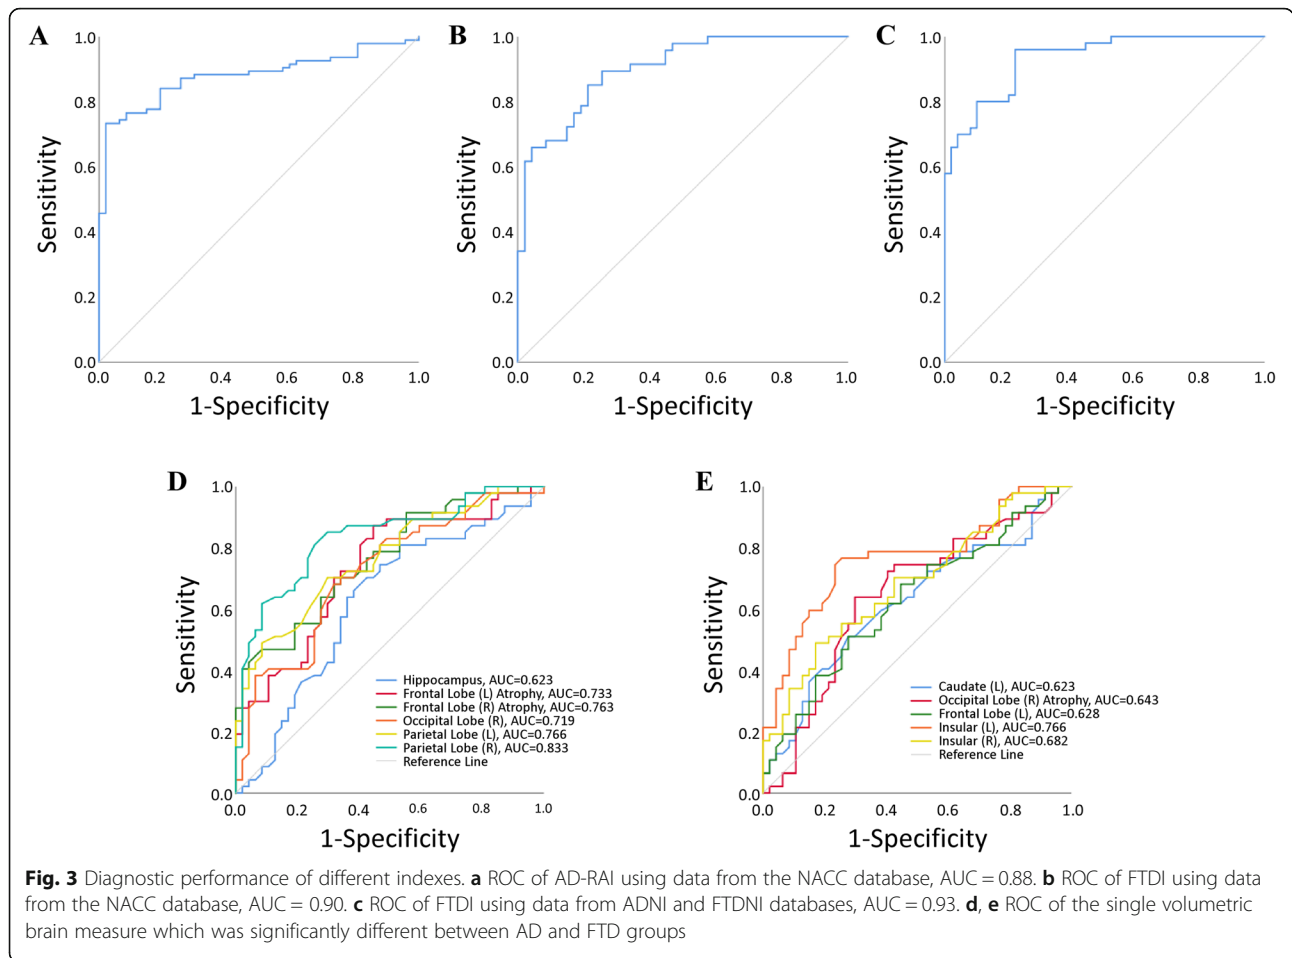 A
1.0
0.8
0.6
0.4
0.2
0.0
Sensitivity
0.0 0.2 0.4 0.6 0.8 1.0
1-Specificity
B
1.0
0.8
0.6
0.4
0.2
0.0
Sensitivity
0.0 0.2 0.4 0.6 0.8 1.0
1-Specificity
C
1.0
0.8
0.6
0.4
0.2
0.0
Sensitivity
0.0 0.2 0.4 0.6 0.8 1.0
1-Specificity
D
1.0
0.8
0.6
0.4
0.2
0.0
Sensitivity
Hippocampus, AUC=0.623
Frontal Lobe (L) Atrophy, AUC=0.733
Frontal Lobe (R) Atrophy, AUC=0.763
Occipital Lobe (R), AUC=0.719
Parietal Lobe (L), AUC=0.766
Parietal Lobe (R), AUC=0.833
Reference Line
0.0 0.2 0.4 0.6 0.8 1.0
1-Specificity
E
1.0
0.8
0.6
0.4
0.2
0.0
Sensitivity
Caudate (L), AUC=0.623
Occipital Lobe (R) Atrophy, AUC=0.643
Frontal Lobe (L), AUC=0.628
Insular (L), AUC=0.766
Insular (R), AUC=0.682
Reference Line
0.0 0.2 0.4 0.6 0.8 1.0
1-Specificity
Fig. 3 Diagnostic performance of different indexes. a ROC of AD-RAI using data from the NACC database, AUC = 0.88. b ROC of FTDI using data
from the NACC database, AUC = 0.90. c ROC of FTDI using data from ADNI and FTDNI databases, AUC = 0.93. d, e ROC of the single volumetric
brain measure which was significantly different between AD and FTD groups